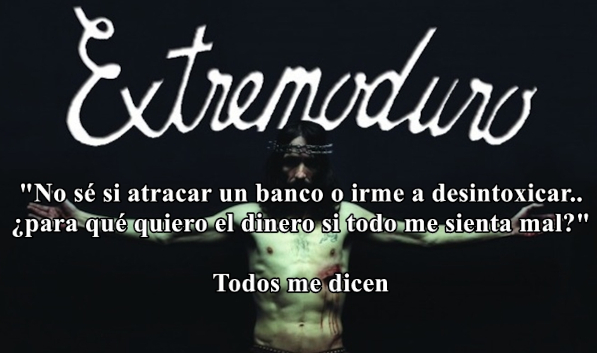 Extremoduro
"No sé si atracar un banco o irme a desintoxicar..
¿para qué quiero el dinero si todo me sienta mal?"
Todos me dicen